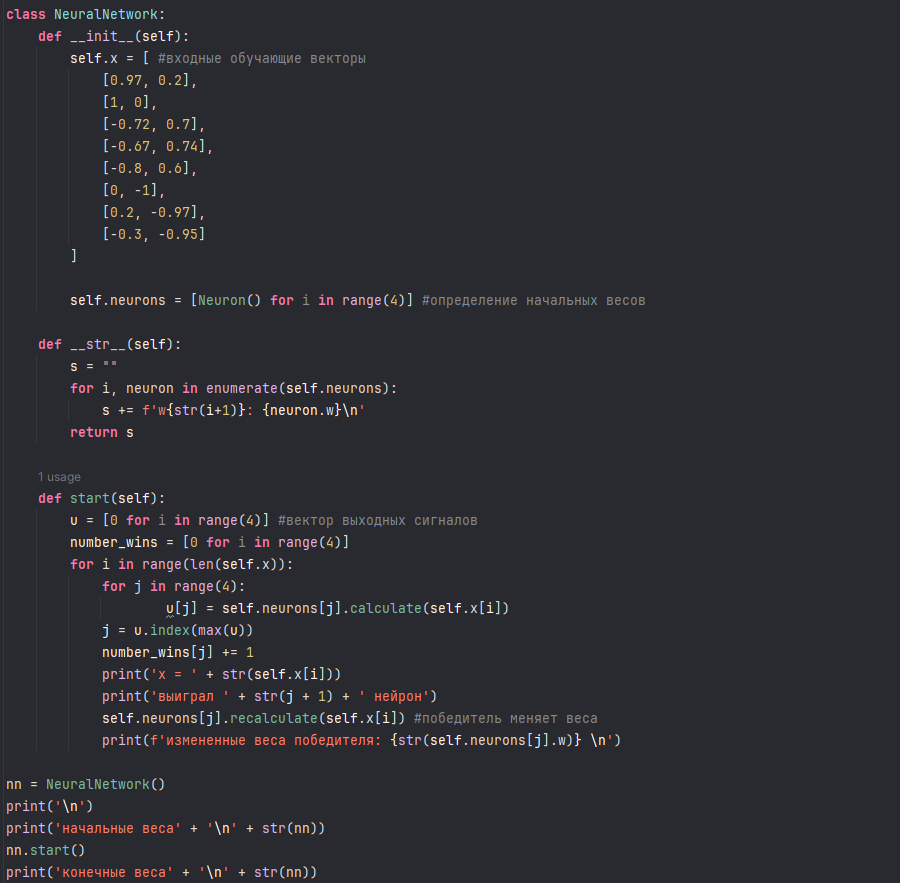 class NeuralNetwork:
    def __init__(self):
        self.x = [ #входные обучающие векторы
            [0.97, 0.2],
            [1, 0],
            [-0.72, 0.7],
            [-0.67, 0.74],
            [-0.8, 0.6],
            [0, -1],
            [0.2, -0.97],
            [-0.3, -0.95]
        ]
        self.neurons = [Neuron() for i in range(4)] #определение начальных весов
    def __str__(self):
        s = ""
        for i, neuron in enumerate(self.neurons):
            s += f'w{str(i+1)}: {neuron.w}\n'
        return s
    1 usage
    def start(self):
        u = [0 for i in range(4)] #вектор выходных сигналов
        number_wins = [0 for i in range(4)]
        for i in range(len(self.x)):
            for j in range(4):
                    u[j] = self.neurons[j].calculate(self.x[i])
            j = u.index(max(u))
            number_wins[j] += 1
            print('x = ' + str(self.x[i]))
            print('выиграл ' + str(j + 1) + ' нейрон')
            self.neurons[j].recalculate(self.x[i]) #победитель меняет веса
            print(f'измененные веса победителя: {str(self.neurons[j].w)} \n')
nn = NeuralNetwork()
print('\n')
print('начальные веса' + '\n' + str(nn))
nn.start()
print('конечные веса' + '\n' + str(nn))